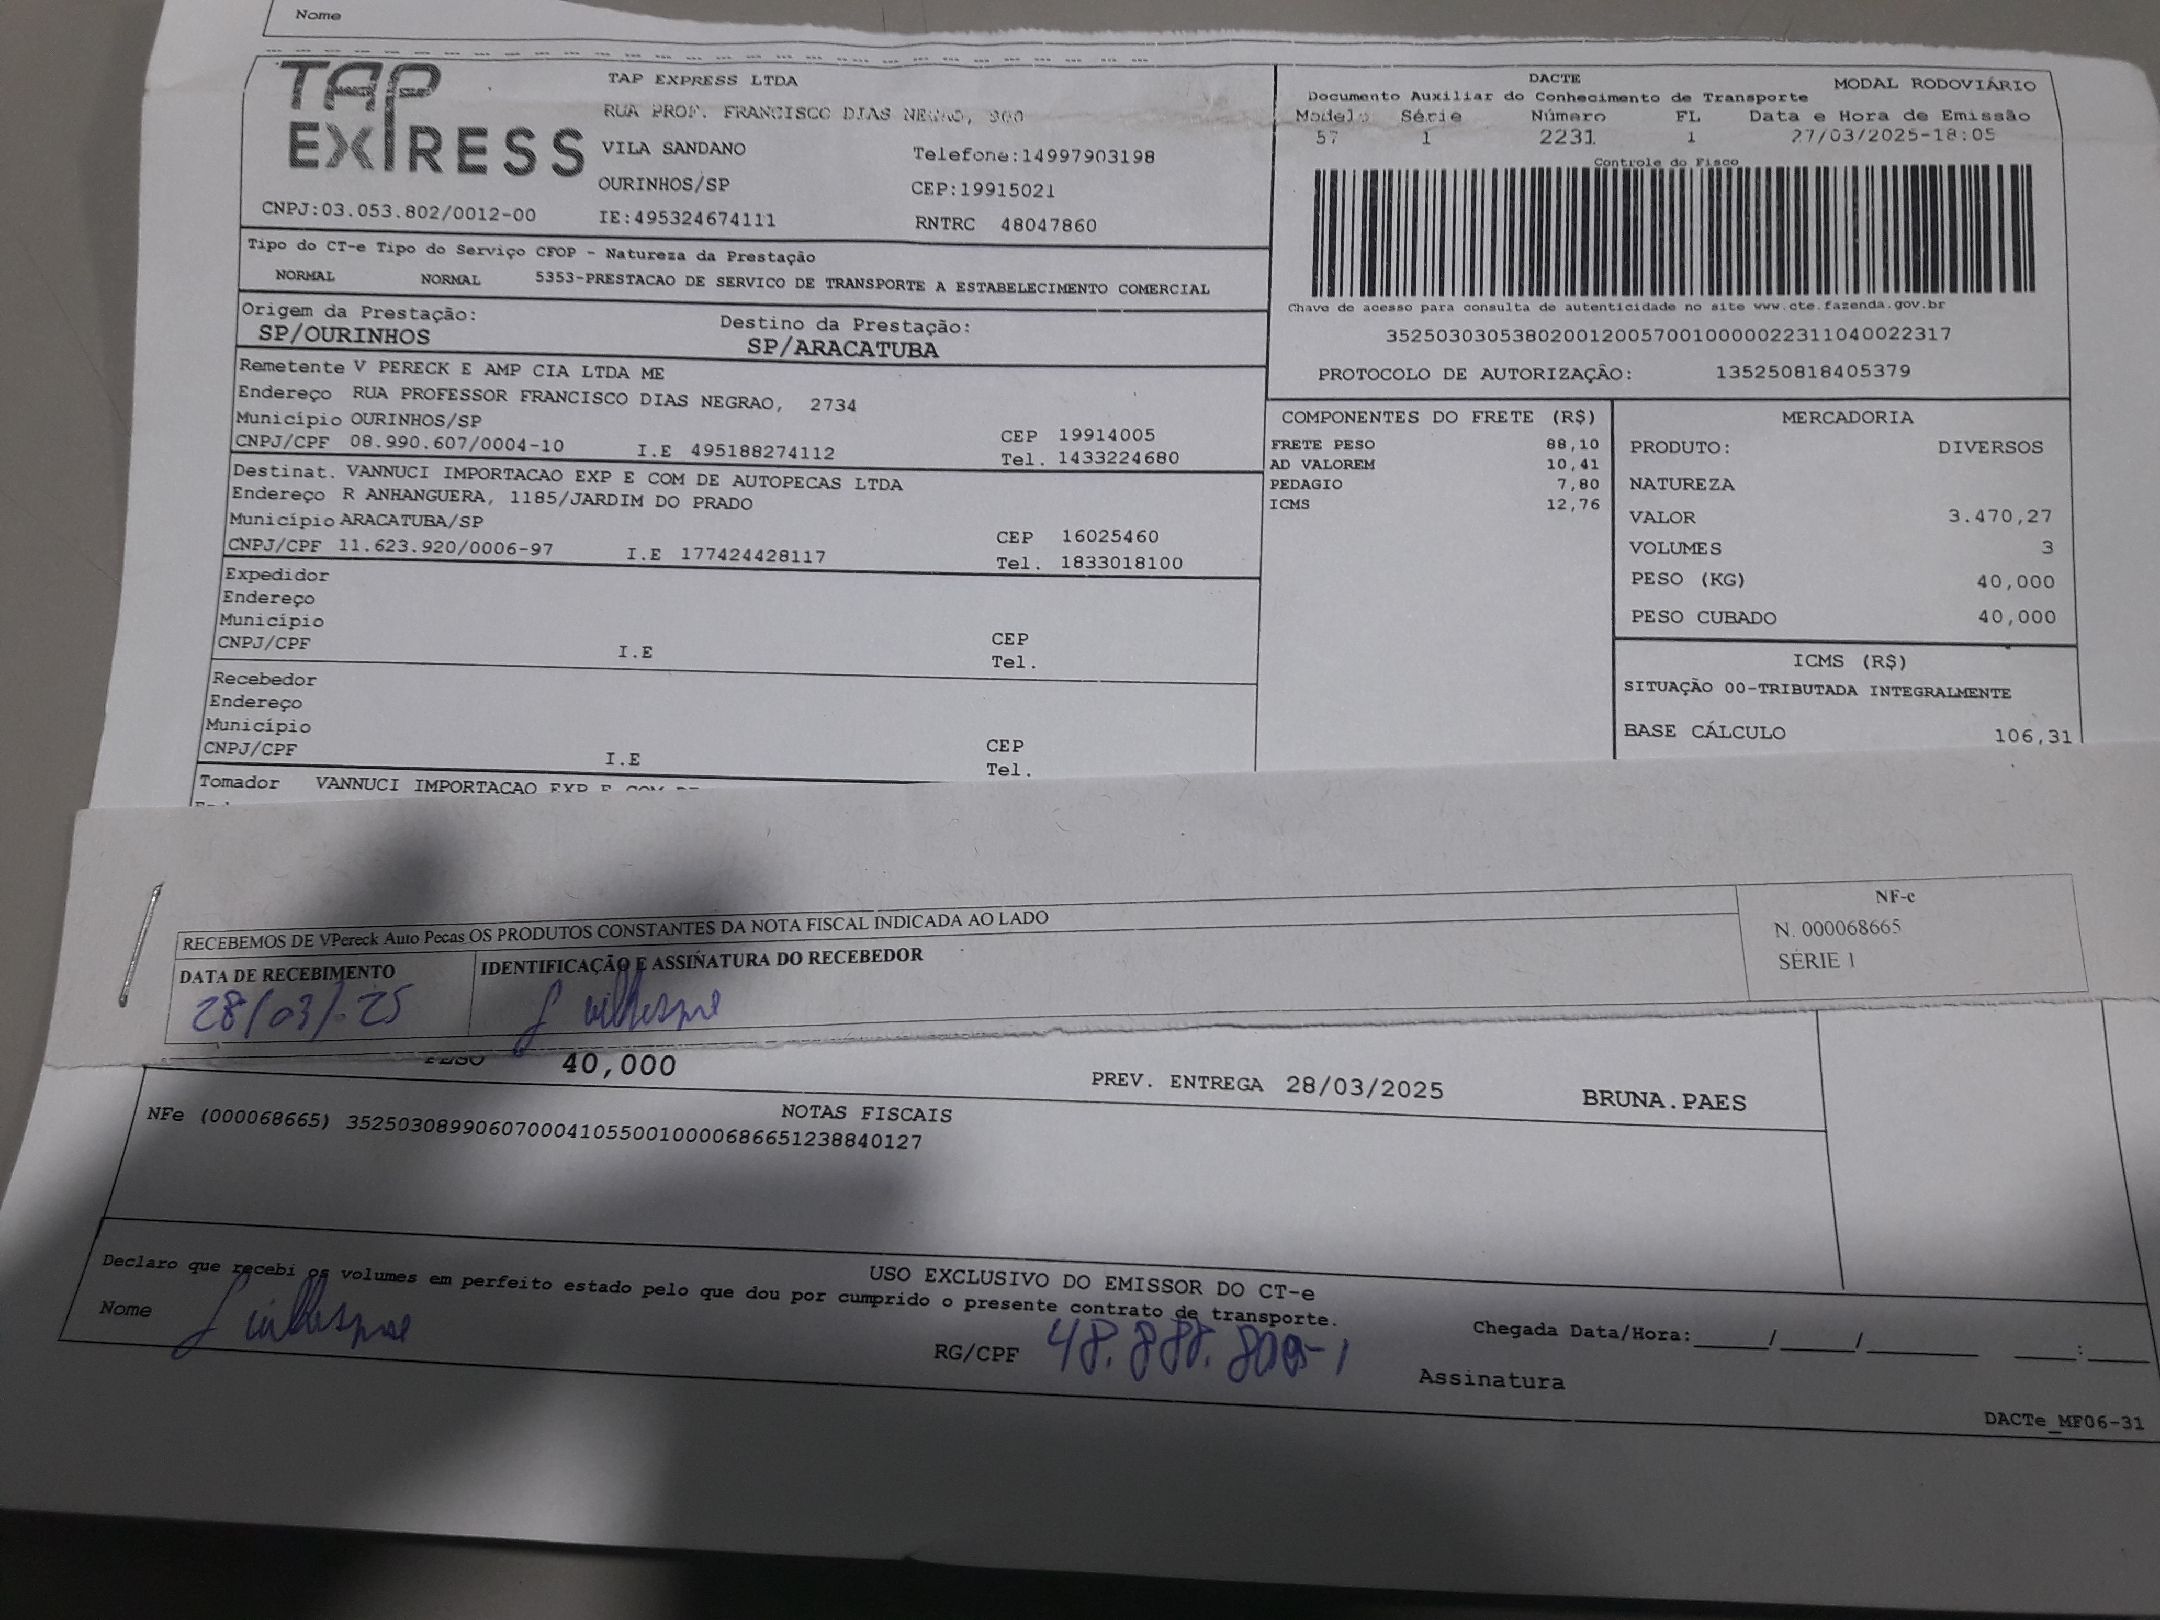 Nome
TAP EXPRESS
TAP EXPRESS LTDA
RUA PROF. FRANCISCO DIAS NEGRAO, 900
VILA SANDANO Telefone:14997903198
OURINHOS/SP CEP:19915021
CNPJ:03.053.802/0012-00 IE:495324674111 RNTRC 48047860
DACTE MODAL RODOVIÁRIO
Documento Auxiliar do Conhecimento de Transporte
Modelo Série Número FL Data e Hora de Emissão
57 1 2231 1 27/03/2025-18:05
Controle do Fisco
Chave de acesso para consulta de autenticidade no site www.cte.fazenda.gov.br
35250303053802001200570010000022311040022317
PROTOCOLO DE AUTORIZAÇÃO: 135250818405379
Tipo do CT-e Tipo do Serviço CFOP - Natureza da Prestação
NORMAL NORMAL 5353-PRESTACAO DE SERVICO DE TRANSPORTE A ESTABELECIMENTO COMERCIAL
Origem da Prestação: Destino da Prestação:
SP/OURINHOS SP/ARACATUBA
Remetente V PERECK E AMP CIA LTDA ME
Endereço RUA PROFESSOR FRANCISCO DIAS NEGRAO, 2734
Município OURINHOS/SP CEP 19914005
CNPJ/CPF 08.990.607/0004-10 I.E 495188274112 Tel. 1433224680
Destinat. VANNUCI IMPORTACAO EXP E COM DE AUTOPECAS LTDA
Endereço R ANHANGUERA, 1185/JARDIM DO PRADO
Município ARACATUBA/SP CEP 16025460
CNPJ/CPF 11.623.920/0006-97 I.E 177424428117 Tel. 1833018100
Expedidor
Endereço
Município CEP
CNPJ/CPF I.E Tel.
Recebedor
Endereço
Município CEP
CNPJ/CPF I.E Tel.
Tomador VANNUCI IMPORTACAO EXP E COM DE
COMPONENTES DO FRETE (R$)
FRETE PESO 88,10
AD VALOREM 10,41
PEDAGIO 7,80
ICMS 12,76
MERCADORIA
PRODUTO: DIVERSOS
NATUREZA
VALOR 3.470,27
VOLUMES 3
PESO (KG) 40,000
PESO CUBADO 40,000
ICMS (R$)
SITUAÇÃO 00-TRIBUTADA INTEGRALMENTE
BASE CÁLCULO 106,31
RECEBEMOS DE VPereck Auto Pecas OS PRODUTOS CONSTANTES DA NOTA FISCAL INDICADA AO LADO
DATA DE RECEBIMENTO IDENTIFICAÇÃO E ASSINATURA DO RECEBEDOR
28/03/25
NF-e
N. 000068665
SÉRIE 1
PESO 40,000 PREV. ENTREGA 28/03/2025 BRUNA.PAES
NOTAS FISCAIS
NFe (000068665) 35250308990607000410550010000686651238840127
USO EXCLUSIVO DO EMISSOR DO CT-e
Declaro que recebi os volumes em perfeito estado pelo que dou por cumprido o presente contrato de transporte.
Nome RG/CPF Chegada Data/Hora:____/____/______ ____:____
Assinatura
DACTe_MF06-31